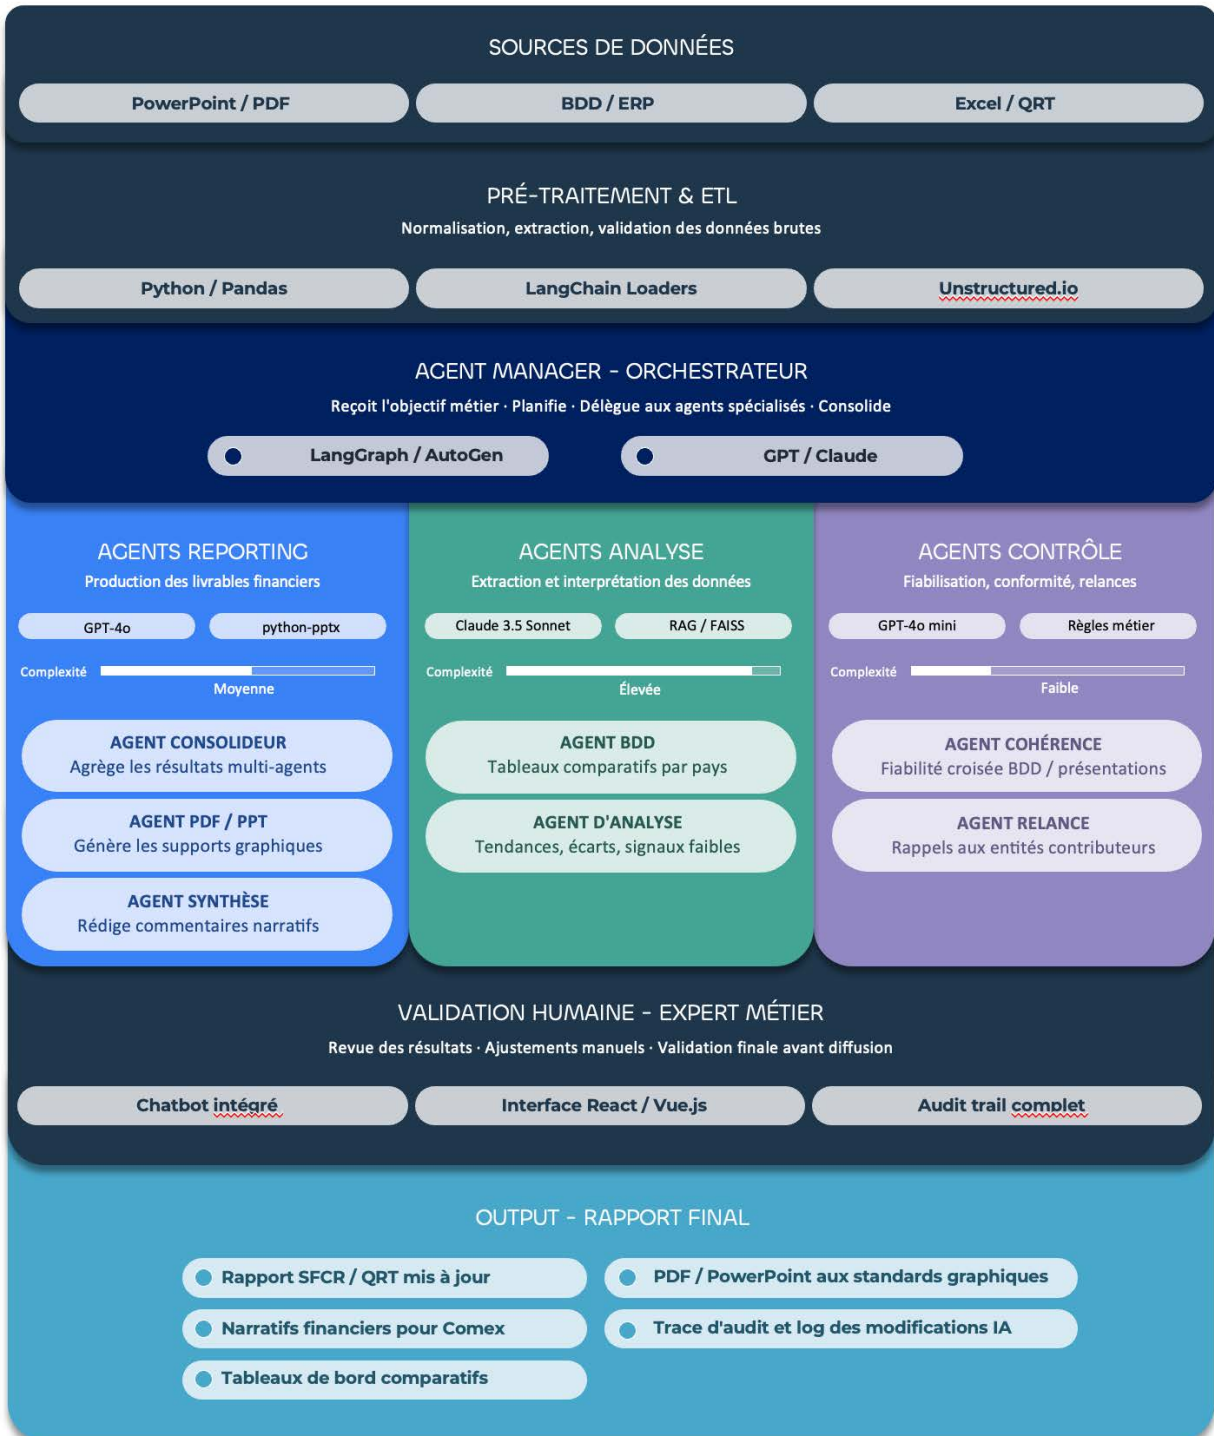 SOURCES DE DONNÉES
PowerPoint / PDF
BDD / ERP
Excel / QRT
PRÉ-TRAITEMENT & ETL
Normalisation, extraction, validation des données brutes
Python / Pandas
LangChain Loaders
Unstructured.io
AGENT MANAGER - ORCHESTRATEUR
Reçoit l'objectif métier · Planifie · Délègue aux agents spécialisés · Consolide
LangGraph / AutoGen
GPT / Claude
AGENTS REPORTING
Production des livrables financiers
GPT-4o
python-pptx
Complexité
Moyenne
AGENT CONSOLIDEUR
Agrège les résultats multi-agents
AGENT PDF / PPT
Génère les supports graphiques
AGENT SYNTHÈSE
Rédige commentaires narratifs
AGENTS ANALYSE
Extraction et interprétation des données
Claude 3.5 Sonnet
RAG / FAISS
Complexité
Élevée
AGENT BDD
Tableaux comparatifs par pays
AGENT D'ANALYSE
Tendances, écarts, signaux faibles
AGENTS CONTRÔLE
Fiabilisation, conformité, relances
GPT-4o mini
Règles métier
Complexité
Faible
AGENT COHÉRENCE
Fiabilité croisée BDD / présentations
AGENT RELANCE
Rappels aux entités contributeurs
VALIDATION HUMAINE - EXPERT MÉTIER
Revue des résultats · Ajustements manuels · Validation finale avant diffusion
Chatbot intégré
Interface React / Vue.js
Audit trail complet
OUTPUT - RAPPORT FINAL
Rapport SFCR / QRT mis à jour
PDF / PowerPoint aux standards graphiques
Narratifs financiers pour Comex
Trace d'audit et log des modifications IA
Tableaux de bord comparatifs